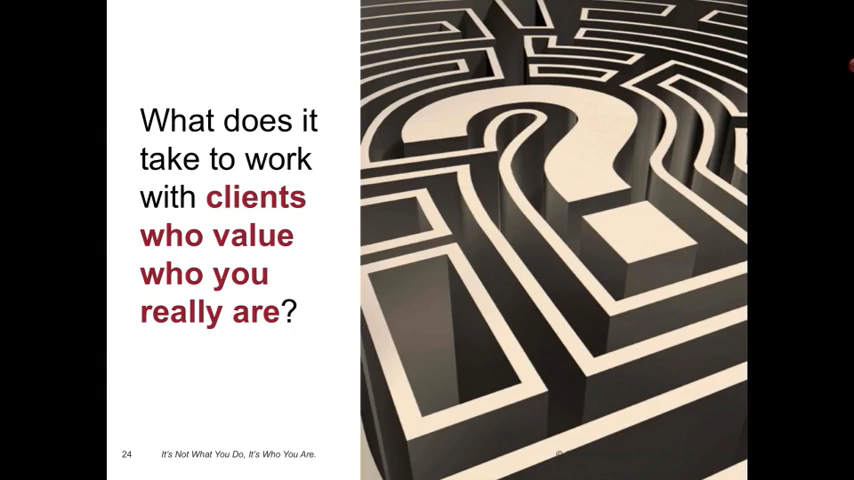 What does it
take to work
with clients
who value
who you
really are?
24 It's Not What You Do, It's Who You Are.
©